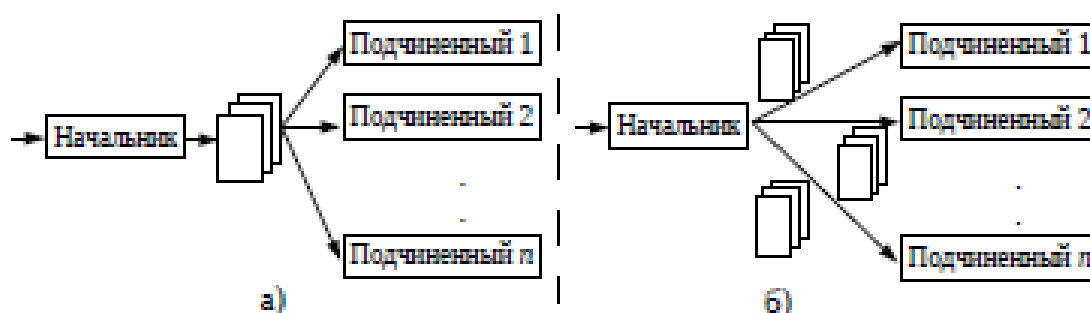 Подчиненный 1
Подчиненный 2
Начальник
.
.
Подчиненный n
а)
Подчиненный 1
Подчиненный 2
Начальник
.
.
Подчиненный n
б)